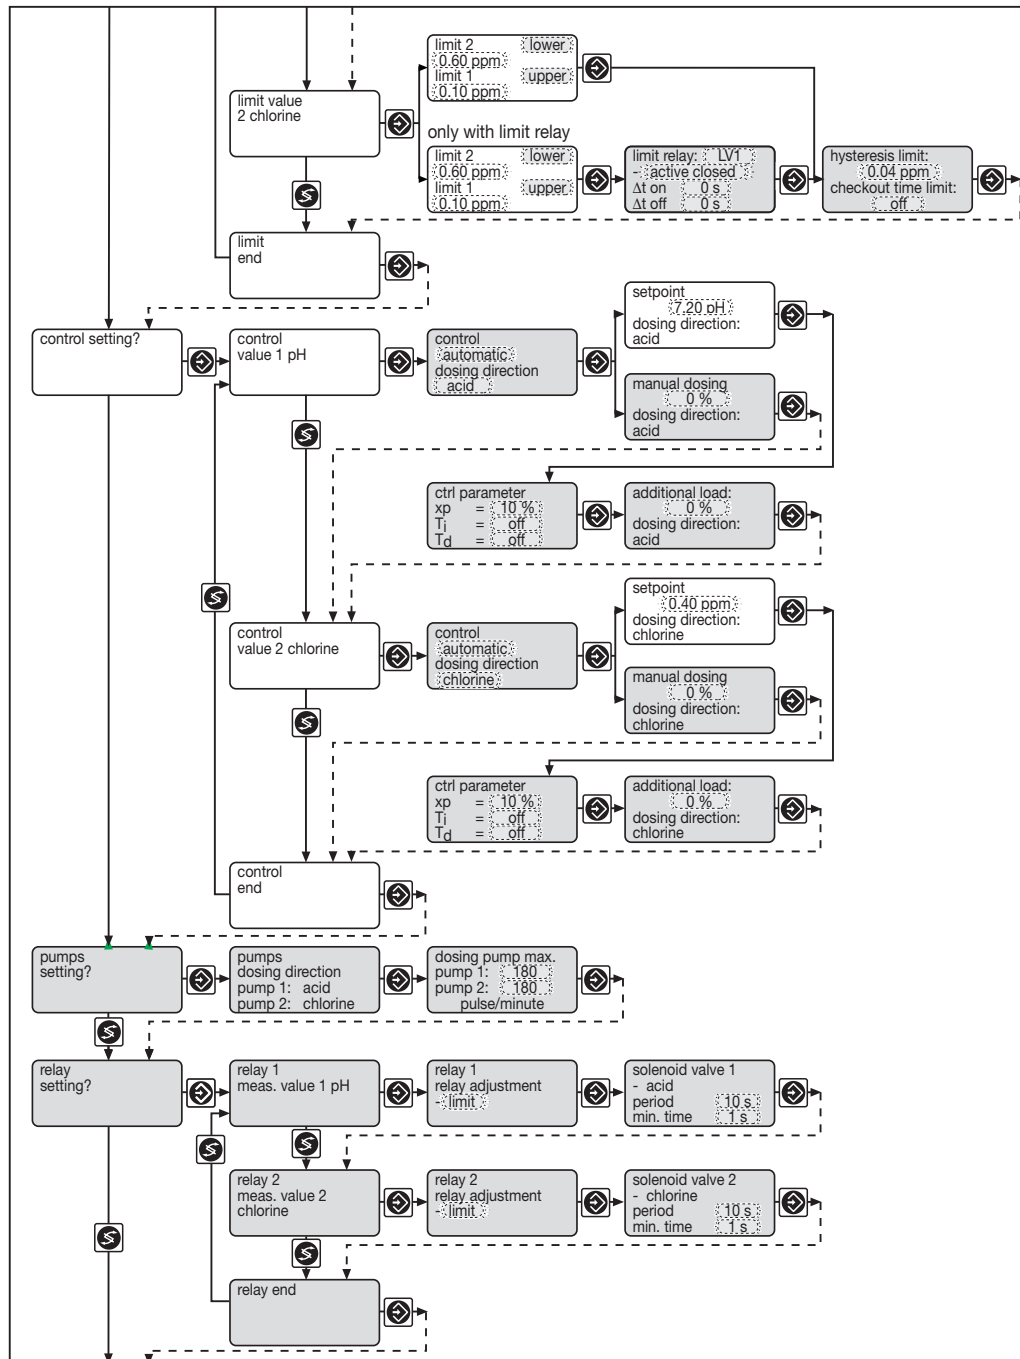 limit 2 lower
0.60 ppm
limit 1 upper
0.10 ppm
limit value
2 chlorine
only with limit relay
limit 2 lower
0.60 ppm
limit 1 upper
0.10 ppm
limit relay: LV1
- active closed
Δt on 0 s
Δt off 0 s
hysteresis limit:
0.04 ppm
checkout time limit:
off
limit
end
control setting?
control
value 1 pH
control
automatic
dosing direction
acid
setpoint
7.20 pH
dosing direction:
acid
manual dosing
0 %
dosing direction:
acid
ctrl parameter
xp = 10 %
Ti = off
Td = off
additional load:
0 %
dosing direction:
acid
control
value 2 chlorine
control
automatic
dosing direction
chlorine
setpoint
0.40 ppm
dosing direction:
chlorine
manual dosing
0 %
dosing direction:
chlorine
ctrl parameter
xp = 10 %
Ti = off
Td = off
additional load:
0 %
dosing direction:
chlorine
control
end
pumps
setting?
pumps
dosing direction
pump 1: acid
pump 2: chlorine
dosing pump max.
pump 1: 180
pump 2: 180
pulse/minute
relay
setting?
relay 1
meas. value 1 pH
relay 1
relay adjustment
- limit
solenoid valve 1
- acid
period 10 s
min. time 1 s
relay 2
meas. value 2
chlorine
relay 2
relay adjustment
- limit
solenoid valve 2
- chlorine
period 10 s
min. time 1 s
relay end